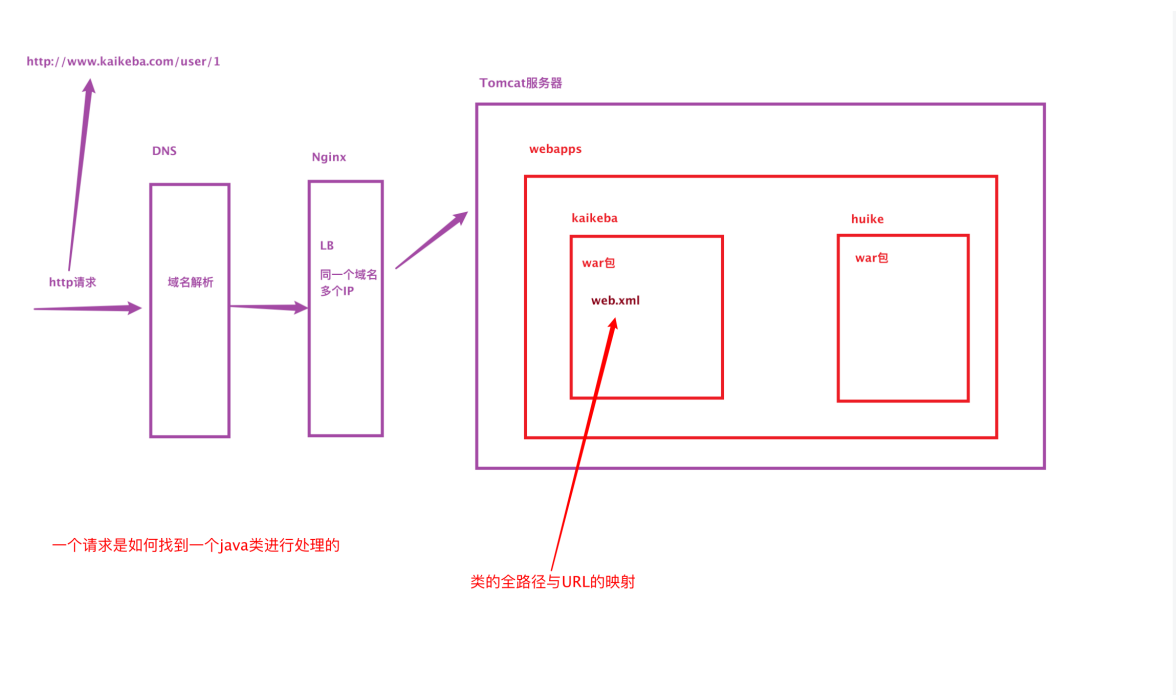 http://www.kaikeba.com/user/1
Tomcat服务器
DNS
Nginx
webapps
kaikeba
huike
LB
war包
war包
http请求
域名解析
同一个域名
多个IP
web.xml
一个请求是如何找到一个java类进行处理的
类的全路径与URL的映射